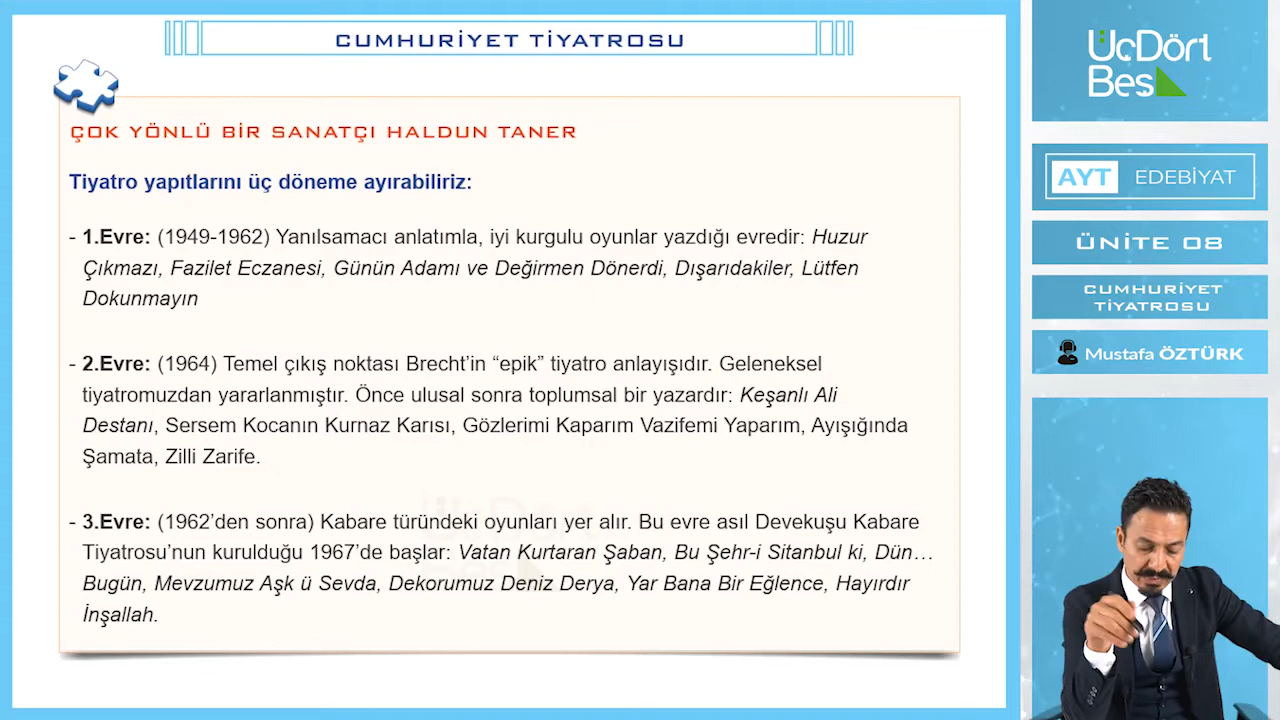 CUMHURİYET TİYATROSU
ÇOK YÖNLÜ BİR SANATÇI HALDUN TANER
Tiyatro yapıtlarını üç döneme ayırabiliriz:
- 1.Evre: (1949-1962) Yanılsamacı anlatımla, iyi kurgulu oyunlar yazdığı evredir: Huzur
Çıkmazı, Fazilet Eczanesi, Günün Adamı ve Değirmen Dönerdi, Dışarıdakiler, Lütfen
Dokunmayın
- 2.Evre: (1964) Temel çıkış noktası Brecht’in “epik” tiyatro anlayışıdır. Geleneksel
tiyatromuzdan yararlanmıştır. Önce ulusal sonra toplumsal bir yazardır: Keşanlı Ali
Destanı, Sersem Kocanın Kurnaz Karısı, Gözlerimi Kaparım Vazifemi Yaparım, Ayışığında
Şamata, Zilli Zarife.
- 3.Evre: (1962’den sonra) Kabare türündeki oyunları yer alır. Bu evre asıl Devekuşu Kabare
Tiyatrosu’nun kurulduğu 1967’de başlar: Vatan Kurtaran Şaban, Bu Şehr-i Sitanbul ki, Dün…
Bugün, Mevzumuz Aşk ü Sevda, Dekorumuz Deniz Derya, Yar Bana Bir Eğlence, Hayırdır
İnşallah.
ÜçDört
Beş
AYT EDEBİYAT
ÜNİTE 08
CUMHURİYET
TİYATROSU
Mustafa ÖZTÜRK